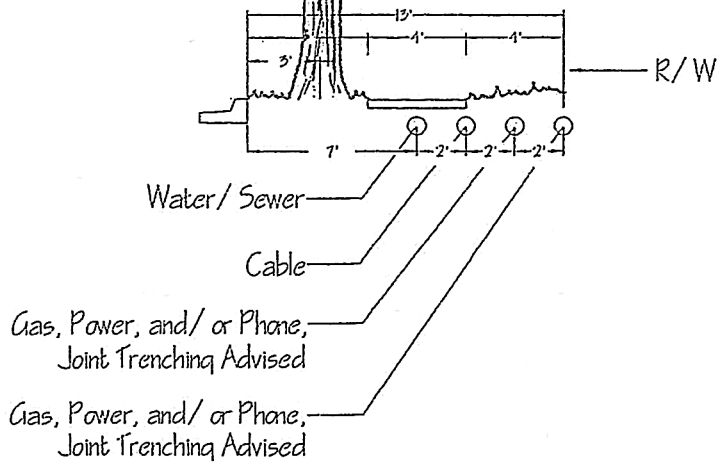 13'
4' 4'
3'
R/W
7' 2' 2' 2'
Water/ Sewer
Cable
Gas, Power, and/ or Phone,
Joint Trenching Advised
Gas, Power, and/ or Phone,
Joint Trenching Advised